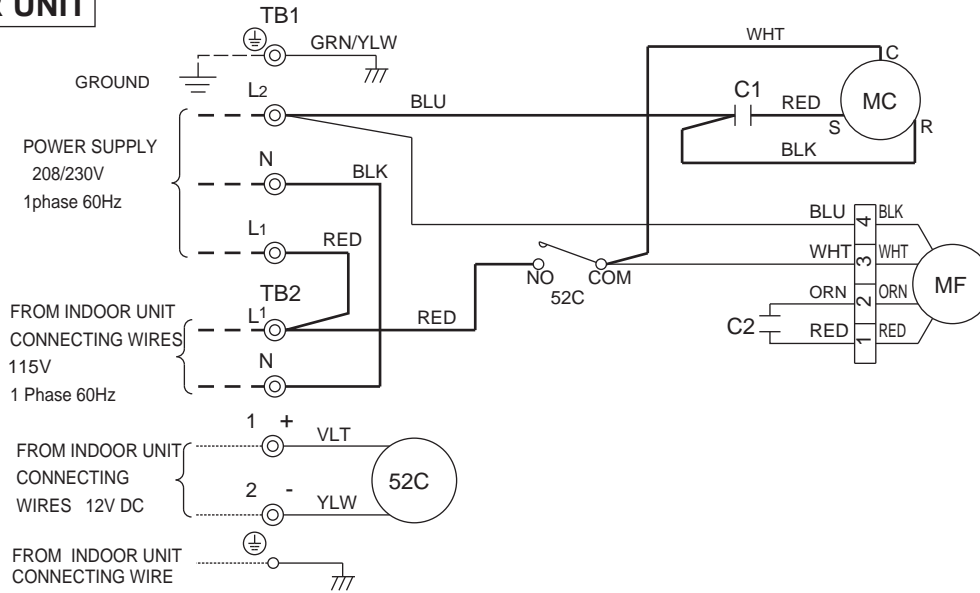 UNIT
TB1
GRN/YLW
GROUND
L2
BLU
POWER SUPPLY
208/230V
1phase 60Hz
N
BLK
L1
RED
TB2
FROM INDOOR UNIT
CONNECTING WIRES
115V
1 Phase 60Hz
L1
RED
N
NO
COM
52C
WHT
C
C1
RED
MC
S
R
BLK
BLU
4
BLK
WHT
3
WHT
MF
ORN
2
ORN
C2
RED
1
RED
1 +
VLT
FROM INDOOR UNIT
CONNECTING
WIRES 12V DC
52C
2 -
YLW
FROM INDOOR UNIT
CONNECTING WIRE